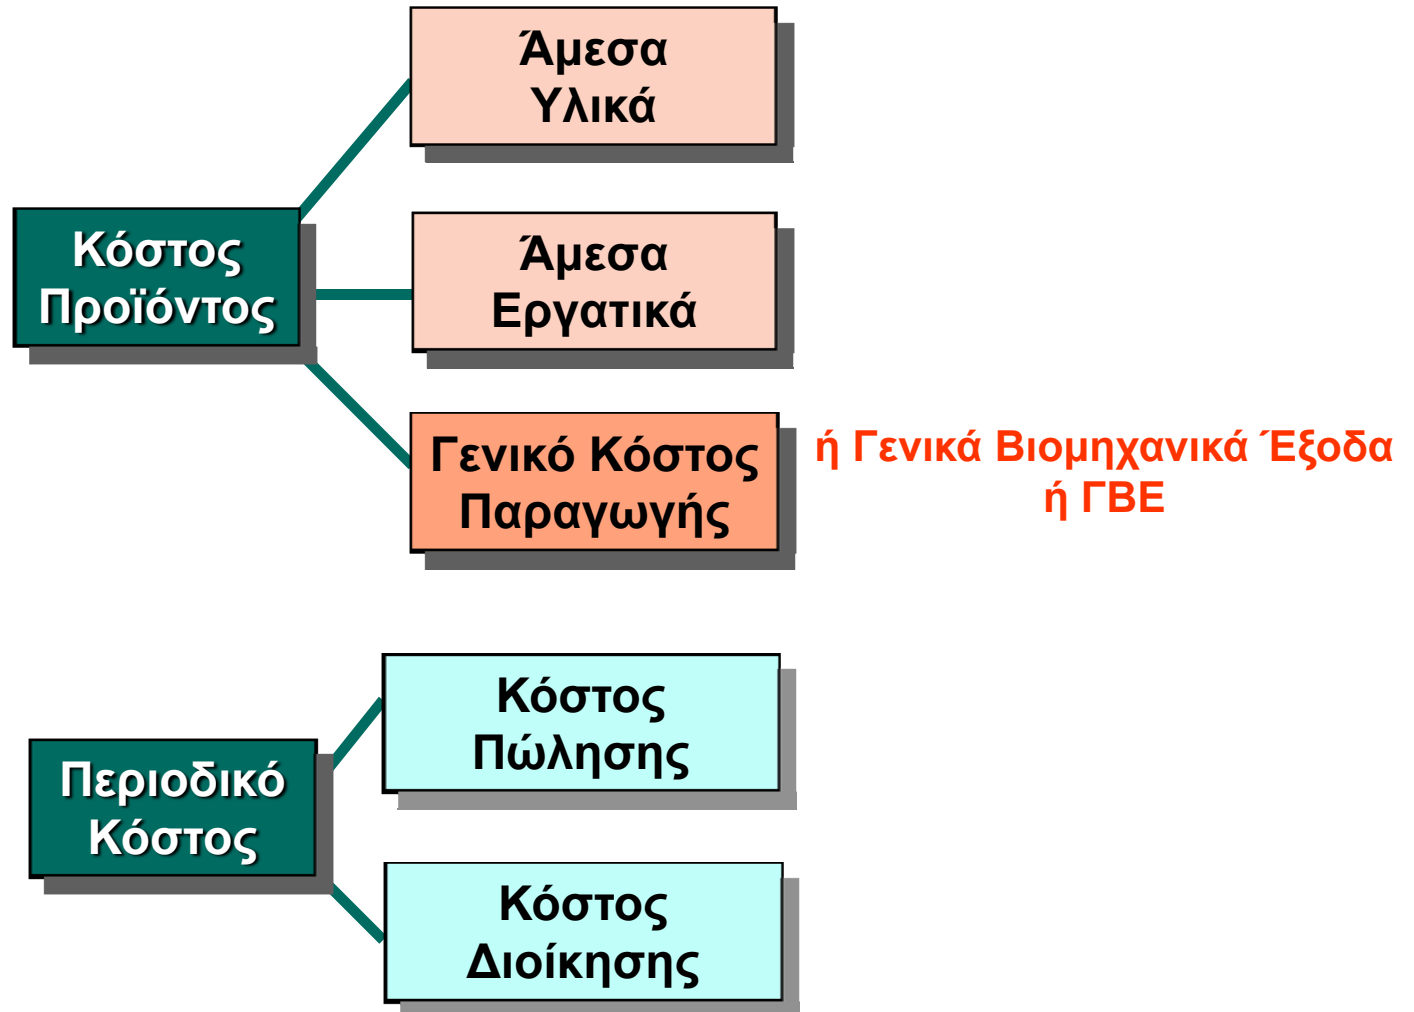 Άμεσα
Υλικά
Κόστος
Προϊόντος
Άμεσα
Εργατικά
Γενικό Κόστος
Παραγωγής
ή Γενικά Βιομηχανικά Έξοδα
ή ΓΒΕ
Κόστος
Πώλησης
Περιοδικό
Κόστος
Κόστος
Διοίκησης